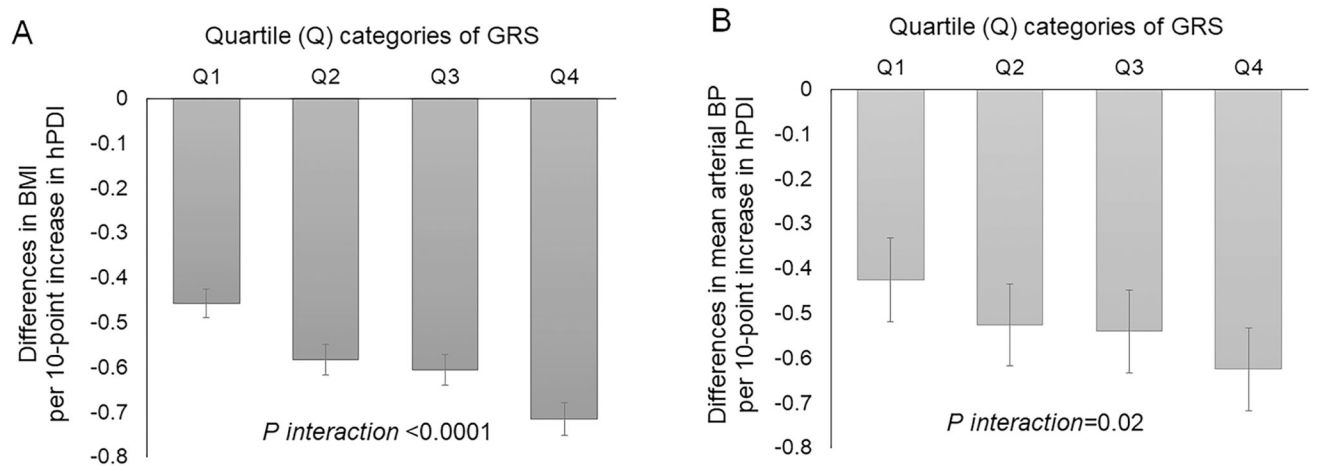 A
Quartile (Q) categories of GRS
Q1 Q2 Q3 Q4
0
-0.1
-0.2
-0.3
-0.4
-0.5
-0.6
-0.7
-0.8
Differences in BMI
per 10-point increase in hPDI
P interaction <0.0001
B
Quartile (Q) categories of GRS
Q1 Q2 Q3 Q4
0
-0.1
-0.2
-0.3
-0.4
-0.5
-0.6
-0.7
-0.8
Differences in mean arterial BP
per 10-point increase in hPDI
P interaction=0.02